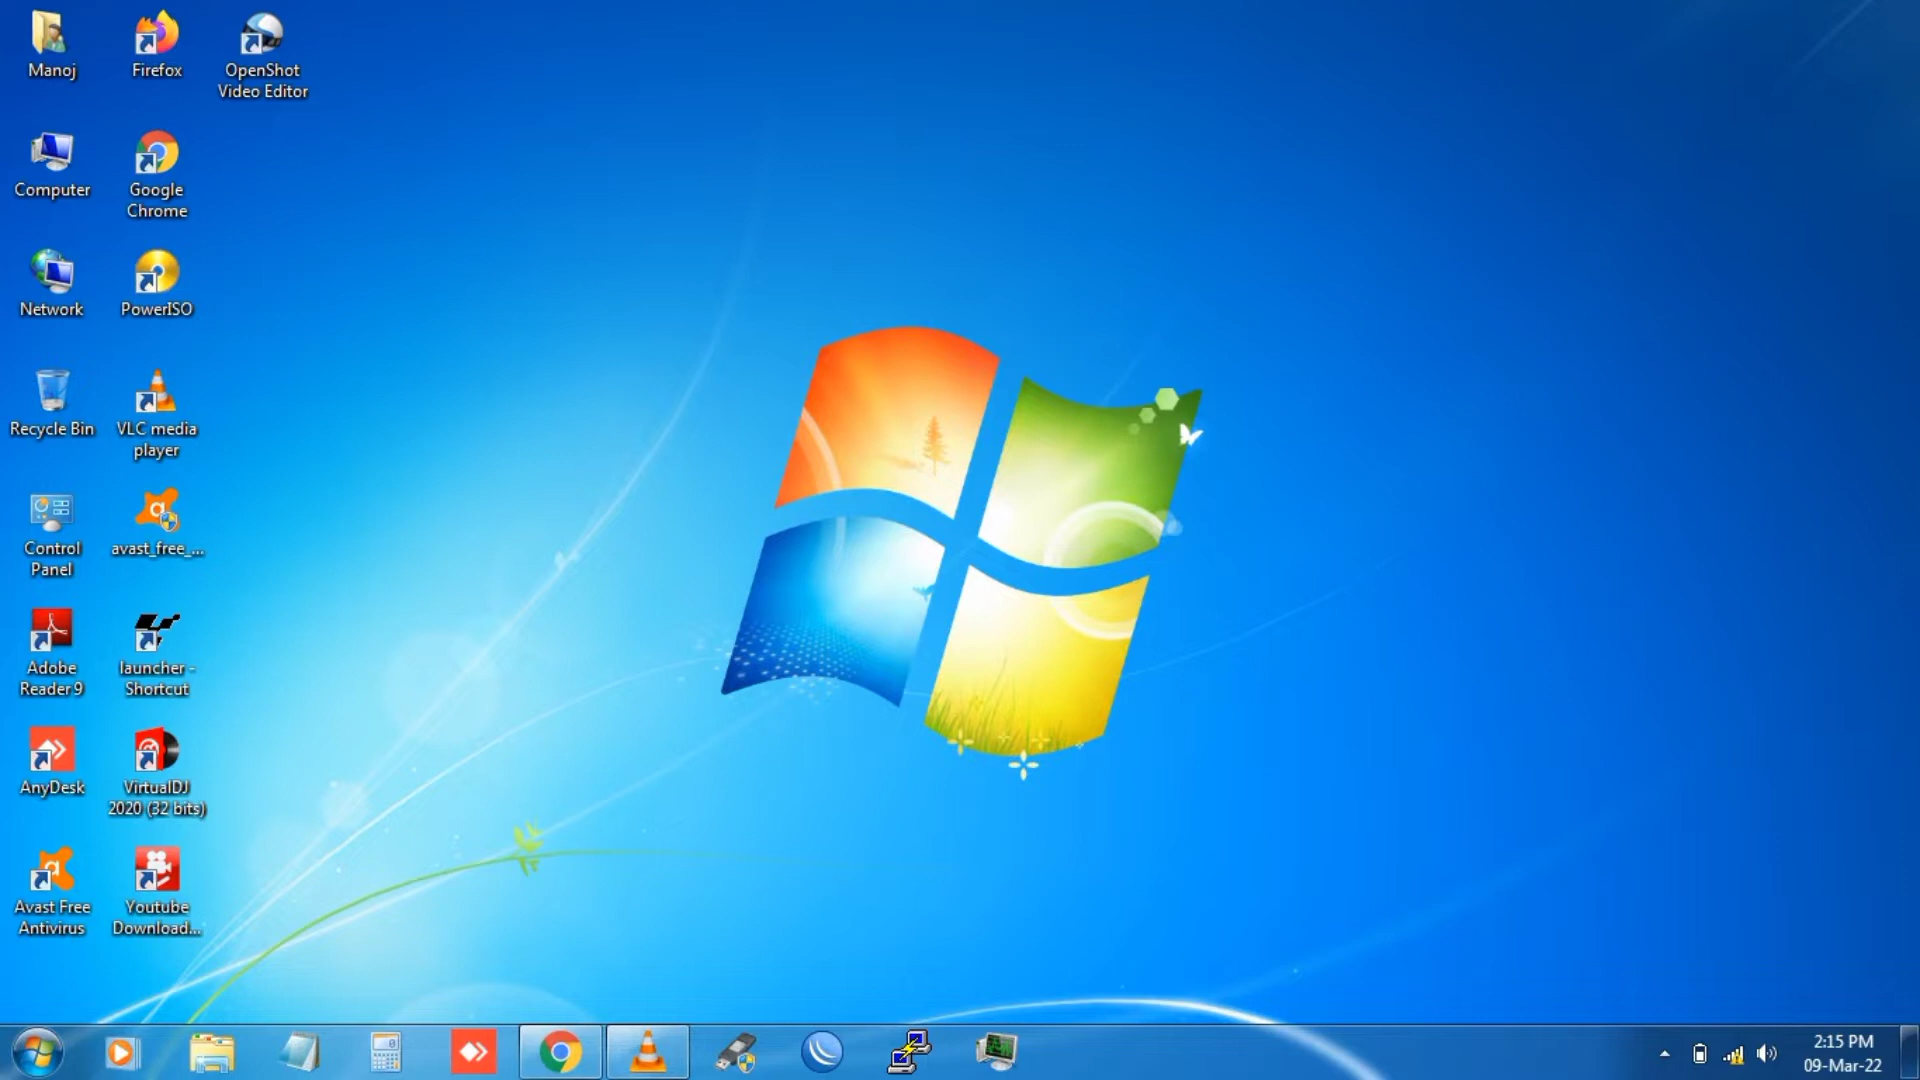 Manoj
Firefox
OpenShot
Video Editor
Computer
Google
Chrome
Network
PowerISO
Recycle Bin
VLC media
player
Control
Panel
avast_free_...
Adobe
Reader 9
launcher -
Shortcut
AnyDesk
VirtualDJ
2020 (32 bits)
Avast Free
Antivirus
Youtube
Download...
2:15 PM
09-Mar-22